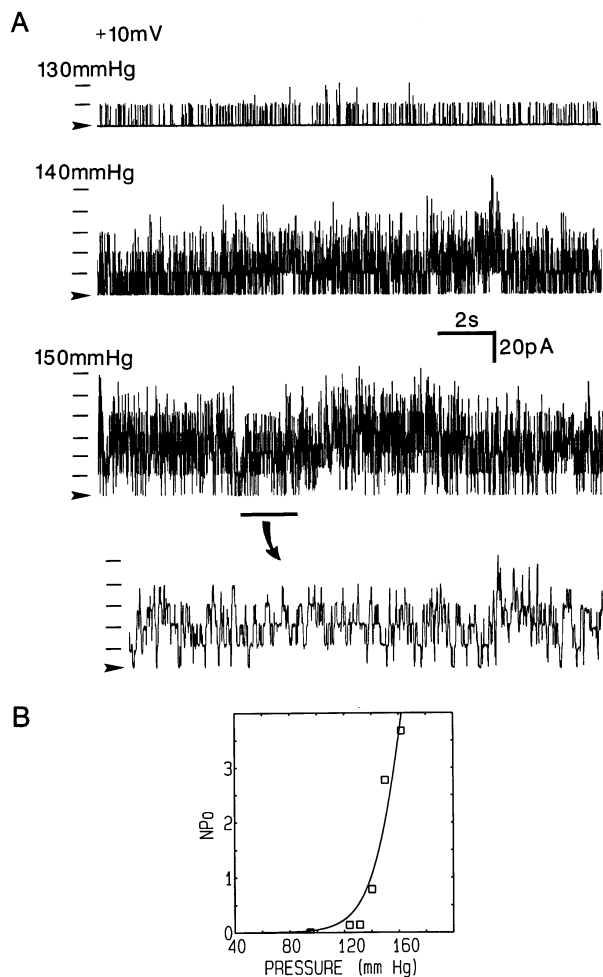 A
+10mV
130mmHg
140mmHg
2s
20pA
150mmHg
B
3
2
1
0
NPo
40 80 120 160
PRESSURE (mm Hg)